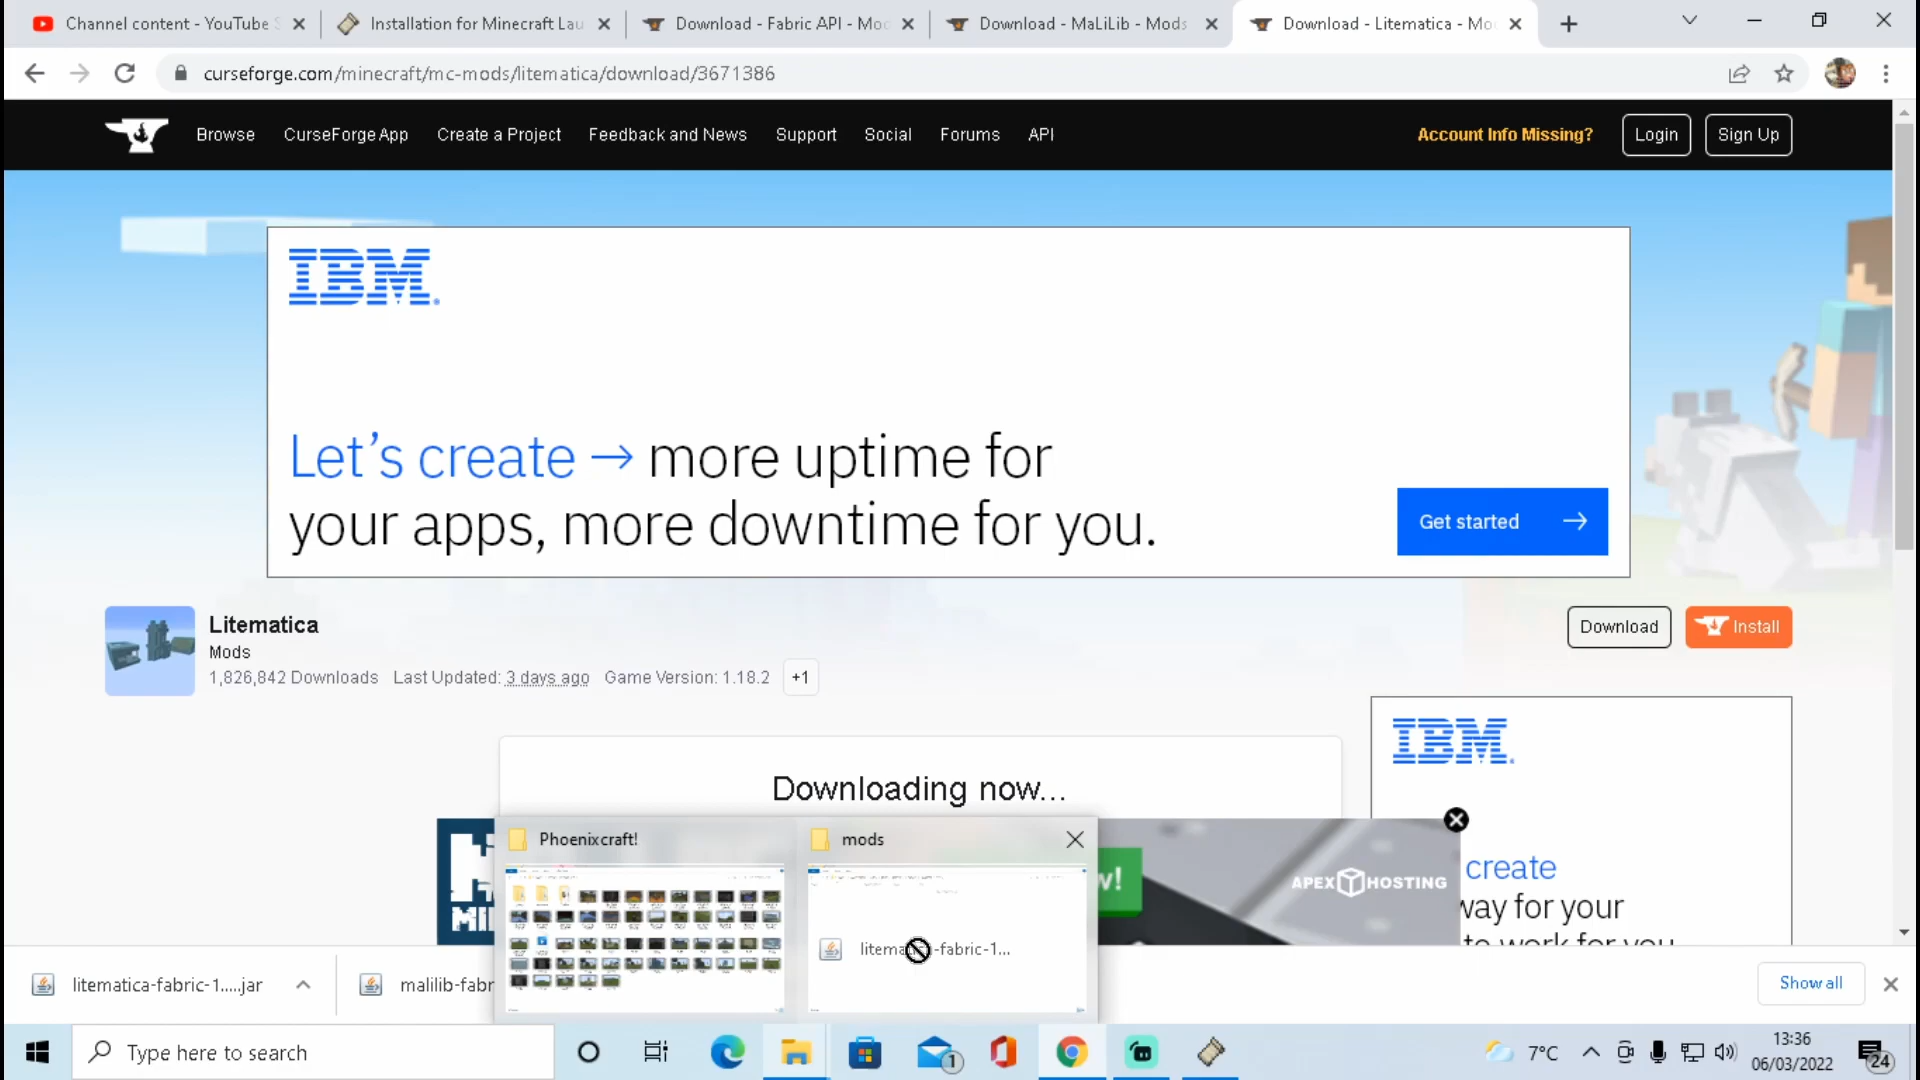 Channel content - YouTube S
Installation for Minecraft Lau
Download - Fabric API - Mod
Download - MaLiLib - Mods
Download - Litematica - Mo
curseforge.com/minecraft/mc-mods/litematica/download/3671386
Browse
CurseForge App
Create a Project
Feedback and News
Support
Social
Forums
API
Account Info Missing?
Login
Sign Up
IBM.
Let's create → more uptime for
your apps, more downtime for you.
Get started →
Litematica
Mods
1,826,842 Downloads Last Updated: 3 days ago Game Version: 1.18.2 +1
Download
Install
IBM.
Downloading now...
create
way for your
Phoenixcraft!
mods
APEX HOSTING
litematica-fabric-1...
litematica-fabric-1.....jar
malilib-fabr
Show all
Type here to search
1
7°C
13:36
06/03/2022
24